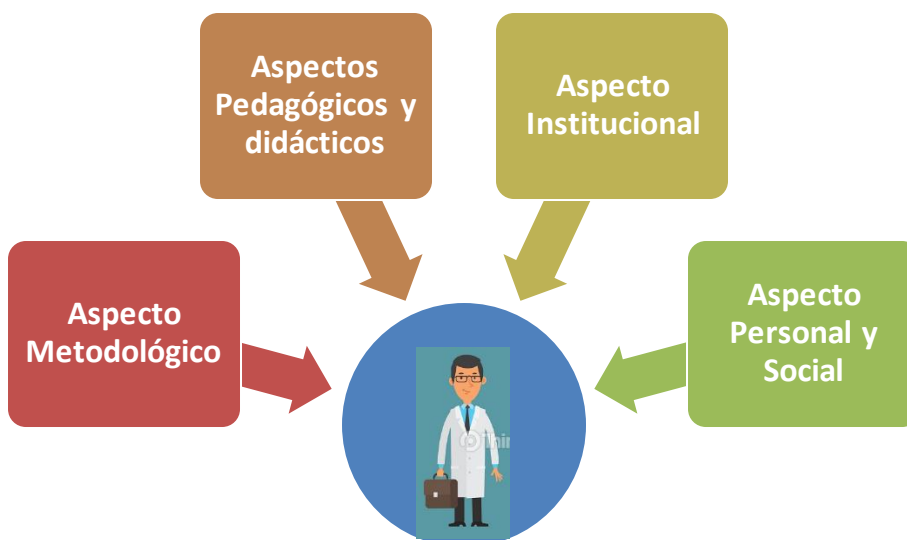 Aspectos
Pedagógicos y
didácticos
Aspecto
Institucional
Aspecto
Metodológico
Aspecto
Personal y
Social